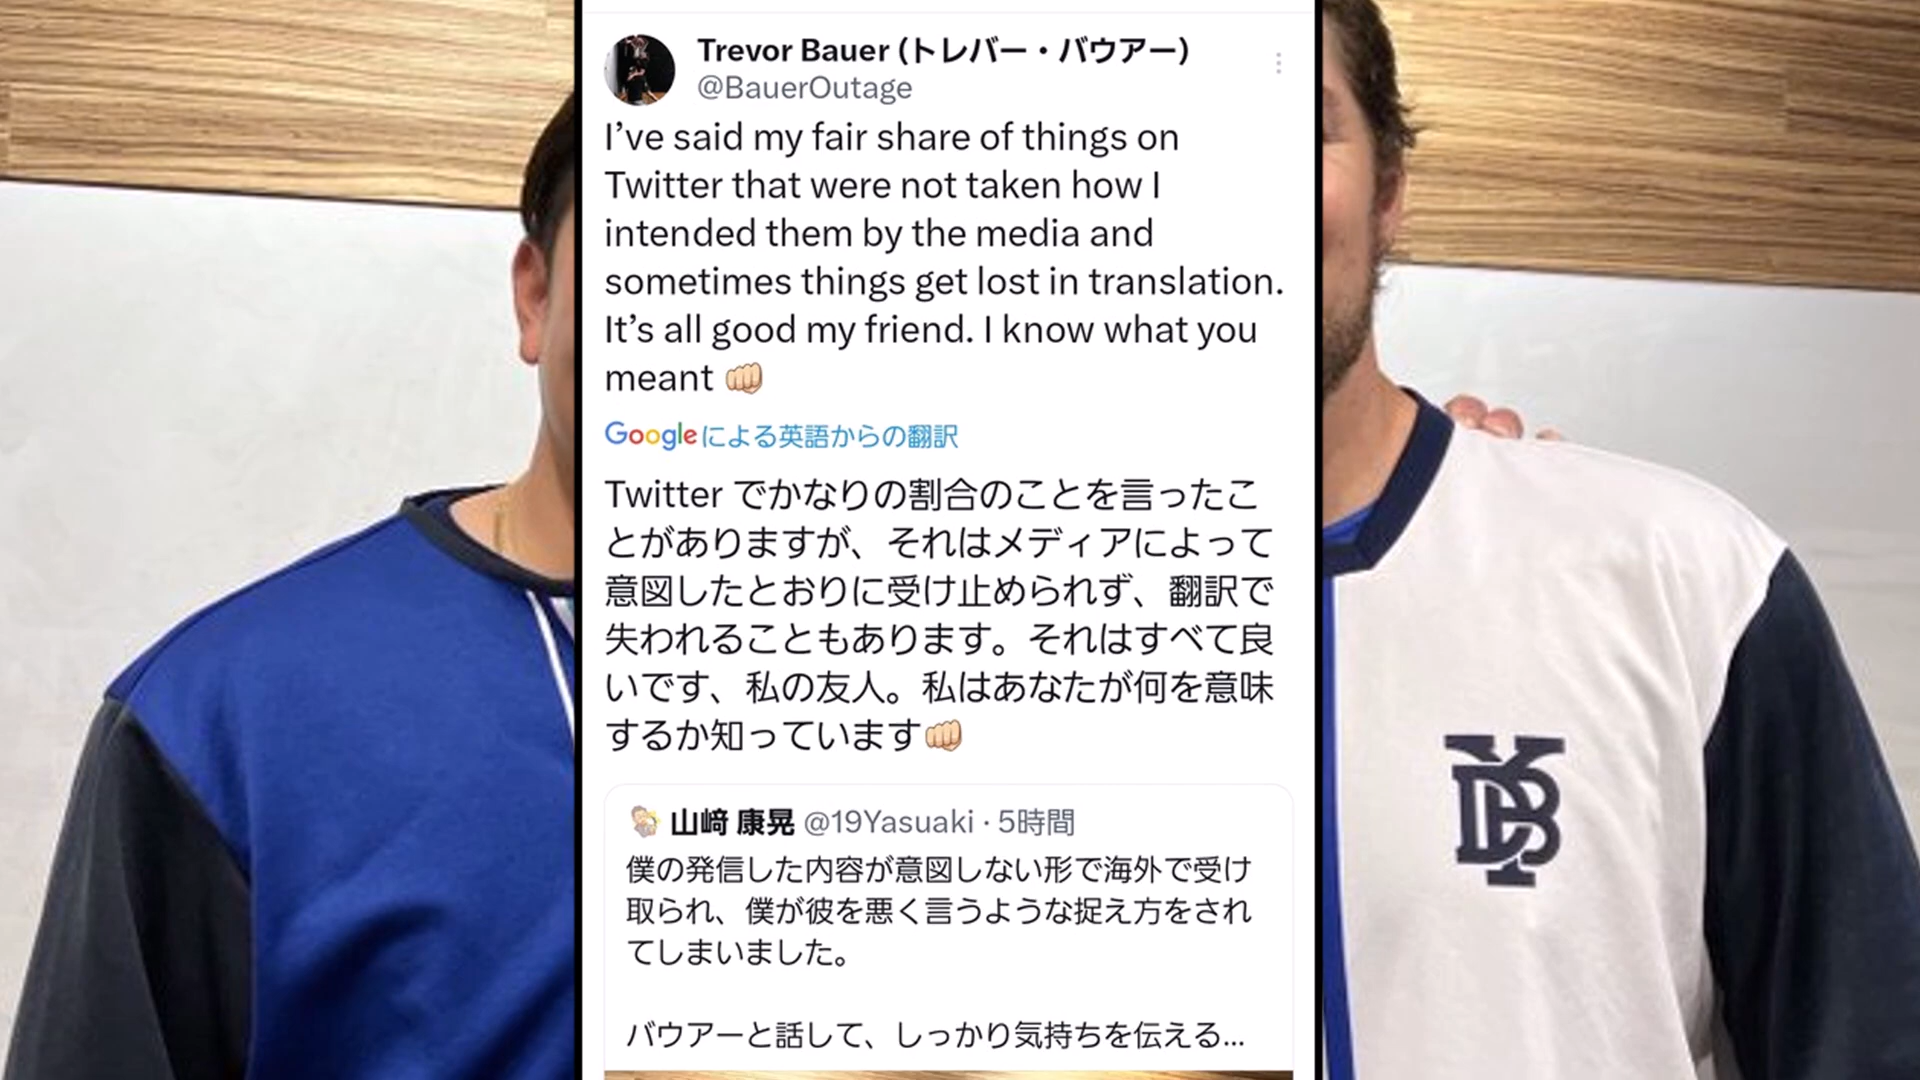 Trevor Bauer (トレバー・バウアー)
@BauerOutage
I’ve said my fair share of things on
Twitter that were not taken how I
intended them by the media and
sometimes things get lost in translation.
It’s all good my friend. I know what you
meant 👊🏻
Googleによる英語からの翻訳
Twitter でかなりの割合のことを言ったこ
とがありますが、それはメディアによって
意図したとおりに受け止められず、翻訳で
失われることもあります。それはすべて良
いです、私の友人。私はあなたが何を意味
するか知っています👊🏻
山﨑 康晃 @19Yasuaki · 5時間
僕の発信した内容が意図しない形で海外で受け
取られ、僕が彼を悪く言うような捉え方をされ
てしまいました。
バウアーと話して、しっかり気持ちを伝える...
YDB